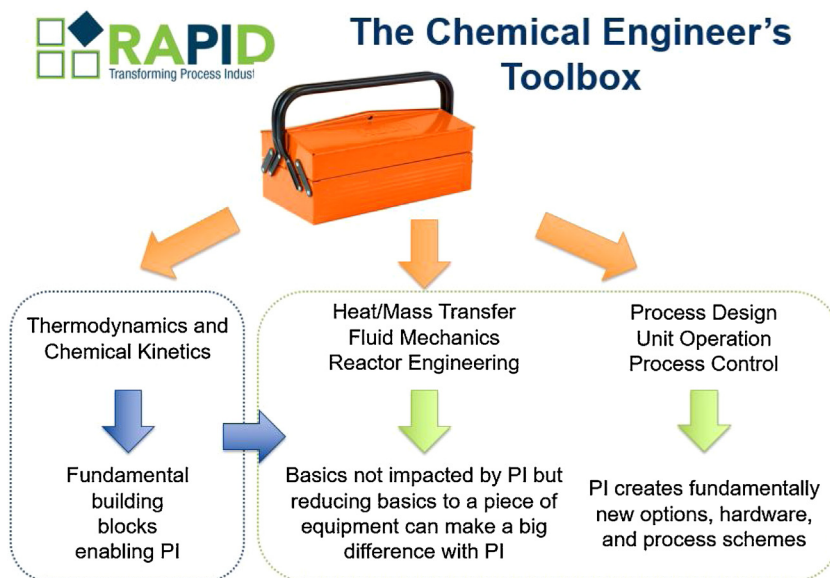 RAPID
Transforming Process Indust
The Chemical Engineer's
Toolbox
Thermodynamics and
Chemical Kinetics
Heat/Mass Transfer
Fluid Mechanics
Reactor Engineering
Process Design
Unit Operation
Process Control
Fundamental
building
blocks
enabling PI
Basics not impacted by PI but
reducing basics to a piece of
equipment can make a big
difference with PI
PI creates fundamentally
new options, hardware,
and process schemes